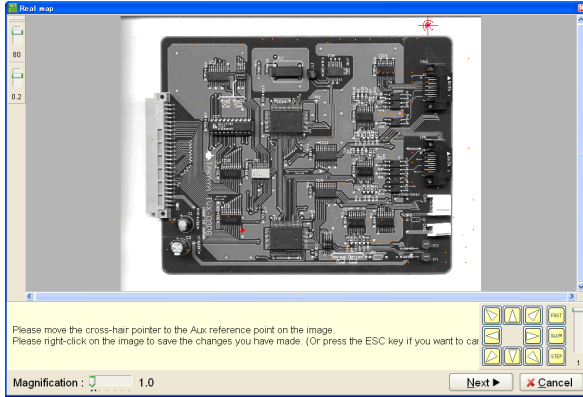 Real map
80
0.2
Please move the cross-hair pointer to the Aux reference point on the image.
FAST
Please right-click on the image to save the changes you have made. (Or press the ESC key if you want to can
SLOW
STEP
1
Magnification :
1.0
Next
Cancel